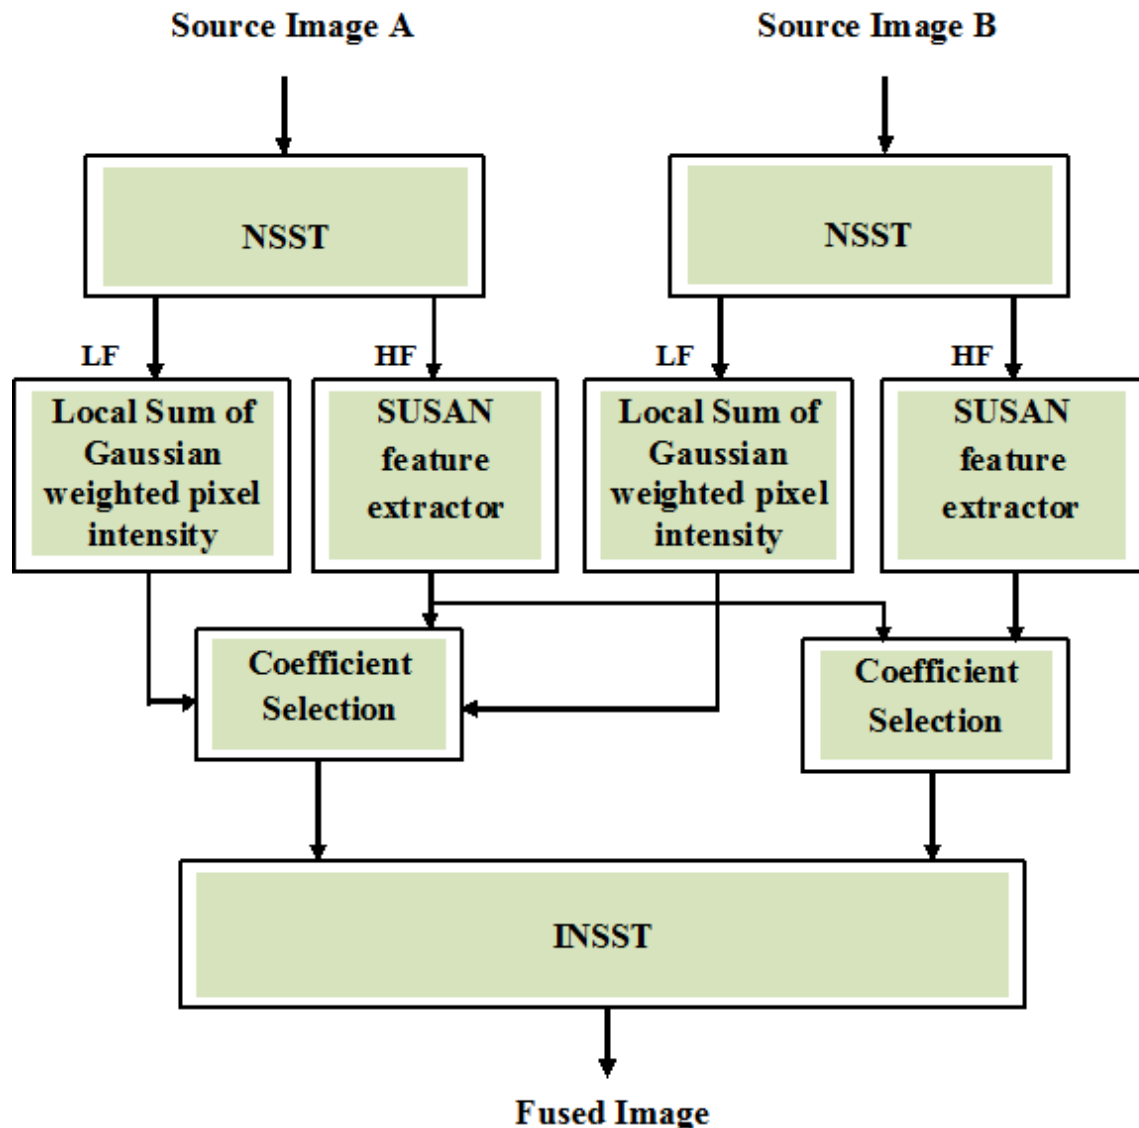 Source Image A
Source Image B
NSST
NSST
LF
HF
LF
HF
Local Sum of
Gaussian
weighted pixel
intensity
SUSAN
feature
extractor
Local Sum of
Gaussian
weighted pixel
intensity
SUSAN
feature
extractor
Coefficient
Selection
Coefficient
Selection
INSST
Fused Image